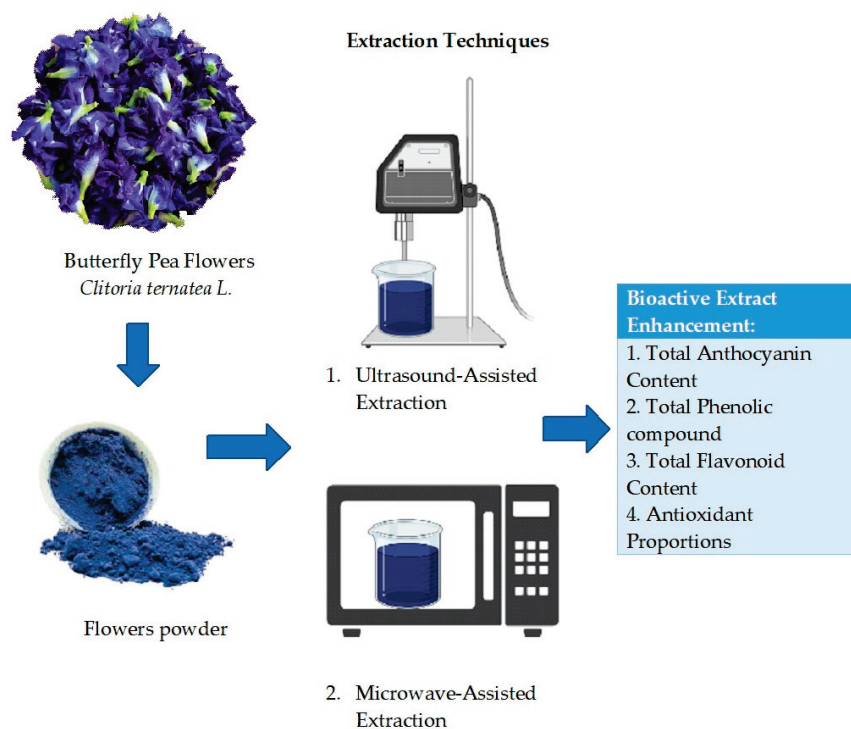 Extraction Techniques
Butterfly Pea Flowers
Clitoria ternatea L.
1. Ultrasound-Assisted
Extraction
Flowers powder
2. Microwave-Assisted
Extraction
Bioactive Extract
Enhancement:
1. Total Anthocyanin
Content
2. Total Phenolic
compound
3. Total Flavonoid
Content
4. Antioxidant
Proportions